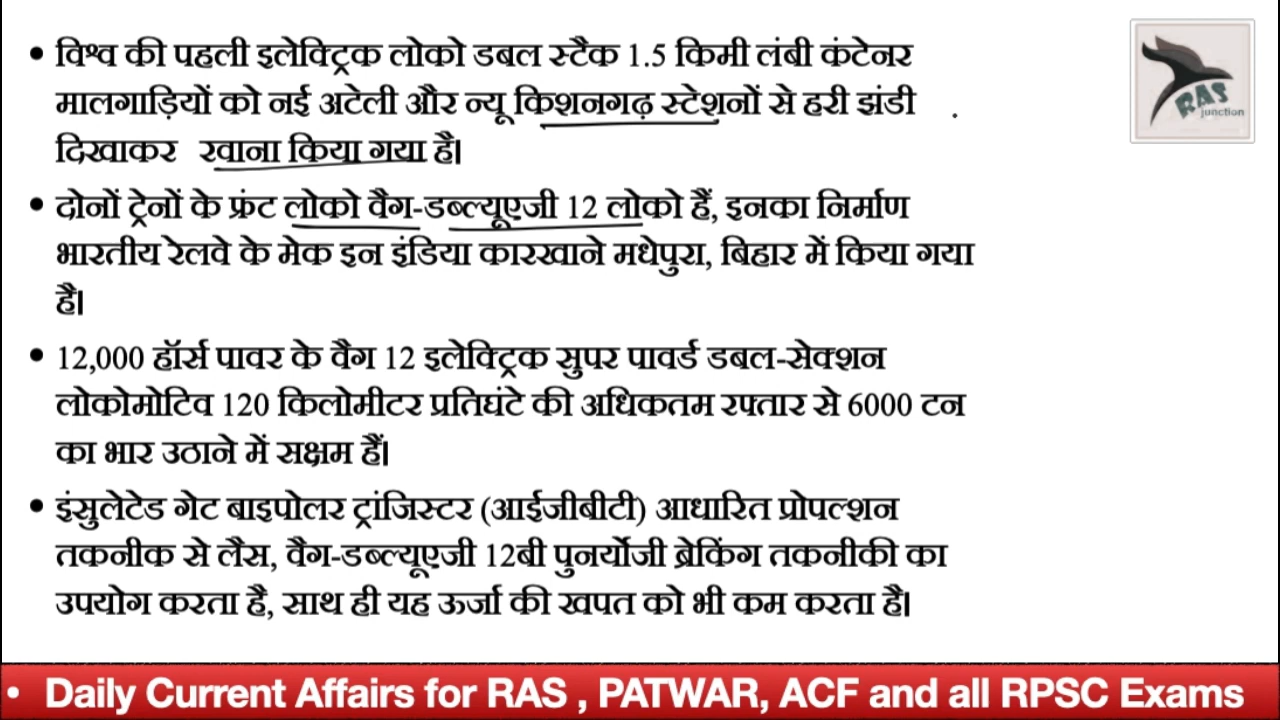 • विश्व की पहली इलेक्ट्रिक लोको डबल स्टैक 1.5 किमी लंबी कंटेनर
मालगाड़ियों को नई अटेली और न्यू किशनगढ़ स्टेशनों से हरी झंडी
दिखाकर रवाना किया गया है।
• दोनों ट्रेनों के फ्रंट लोको वैग-डब्ल्यूएजी 12 लोको हैं, इनका निर्माण
भारतीय रेलवे के मेक इन इंडिया कारखाने मधेपुरा, बिहार में किया गया
है।
• 12,000 हॉर्स पावर के वैग 12 इलेक्ट्रिक सुपर पावर्ड डबल-सेक्शन
लोकोमोटिव 120 किलोमीटर प्रतिघंटे की अधिकतम रफ्तार से 6000 टन
का भार उठाने में सक्षम हैं।
• इंसुलेटेड गेट बाइपोलर ट्रांजिस्टर (आईजीबीटी) आधारित प्रोपल्शन
तकनीक से लैस, वैग-डब्ल्यूएजी 12बी पुनर्योजी ब्रेकिंग तकनीकी का
उपयोग करता है, साथ ही यह ऊर्जा की खपत को भी कम करता है।
RAS
junction
• Daily Current Affairs for RAS , PATWAR, ACF and all RPSC Exams